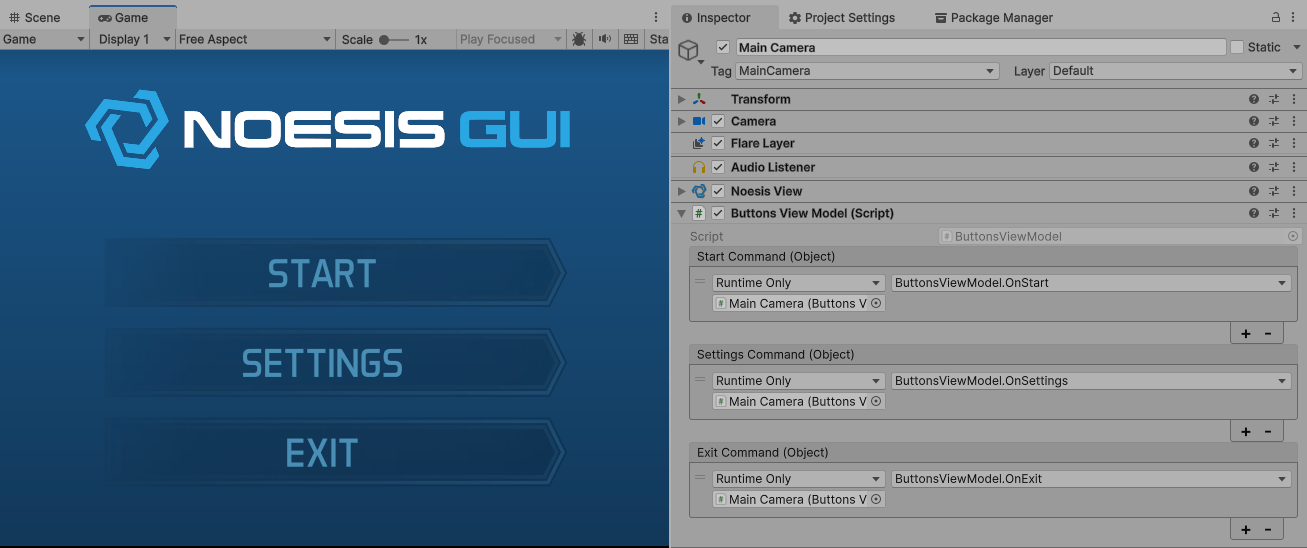 Scene
Game
Game
Display 1
Free Aspect
Scale
1x
Play Focused
Sta
NOESIS GUI
START
SETTINGS
EXIT
Inspector
Project Settings
Package Manager
Main Camera
Static
Tag
MainCamera
Layer
Default
Transform
Camera
Flare Layer
Audio Listener
Noesis View
# Buttons View Model (Script)
Script
# ButtonsViewModel
Start Command (Object)
Runtime Only
ButtonsViewModel.OnStart
# Main Camera (Buttons V
+ -
Settings Command (Object)
Runtime Only
ButtonsViewModel.OnSettings
# Main Camera (Buttons V
+ -
Exit Command (Object)
Runtime Only
ButtonsViewModel.OnExit
# Main Camera (Buttons V
+ -